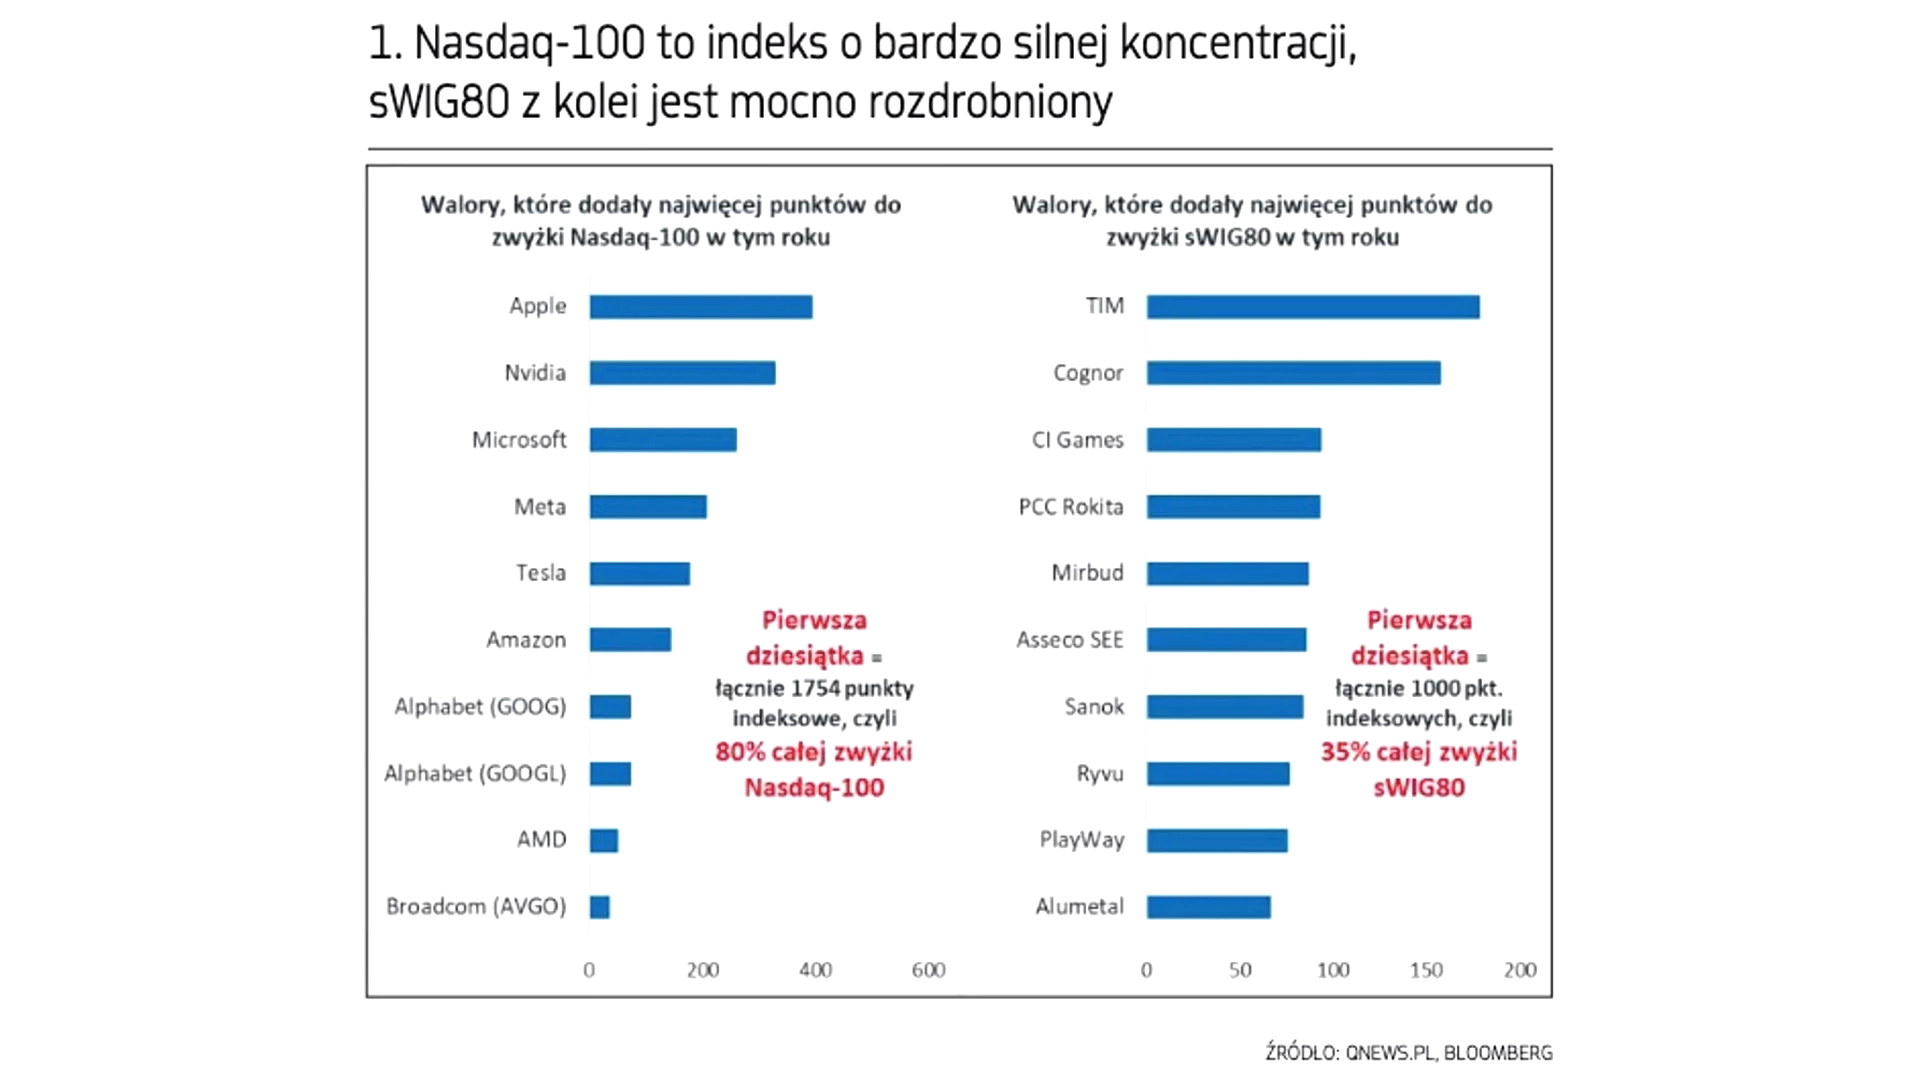 1. Nasdaq-100 to indeks o bardzo silnej koncentracji,
sWIG80 z kolei jest mocno rozdrobniony
Walory, które dodały najwięcej punktów do
zwyżki Nasdaq-100 w tym roku
Apple
Nvidia
Microsoft
Meta
Tesla
Amazon
Alphabet (GOOG)
Alphabet (GOOGL)
AMD
Broadcom (AVGO)
Pierwsza
dziesiątka =
łącznie 1754 punkty
indeksowe, czyli
80% całej zwyżki
Nasdaq-100
0 200 400 600
Walory, które dodały najwięcej punktów do
zwyżki sWIG80 w tym roku
TIM
Cognor
CI Games
PCC Rokita
Mirbud
Asseco SEE
Sanok
Ryvu
PlayWay
Alumetal
Pierwsza
dziesiątka =
łącznie 1000 pkt.
indeksowych, czyli
35% całej zwyżki
sWIG80
0 50 100 150 200
ŹRÓDŁO: QNEWS.PL, BLOOMBERG